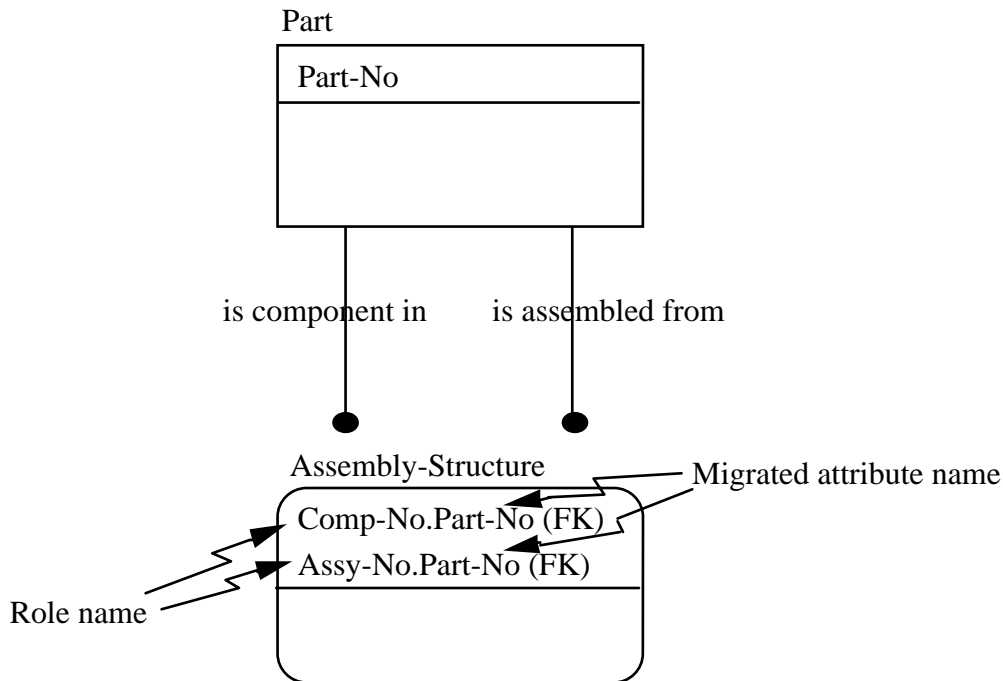 Part
Part-No
is component in
is assembled from
Assembly-Structure
Migrated attribute name
Comp-No.Part-No (FK)
Assy-No.Part-No (FK)
Role name